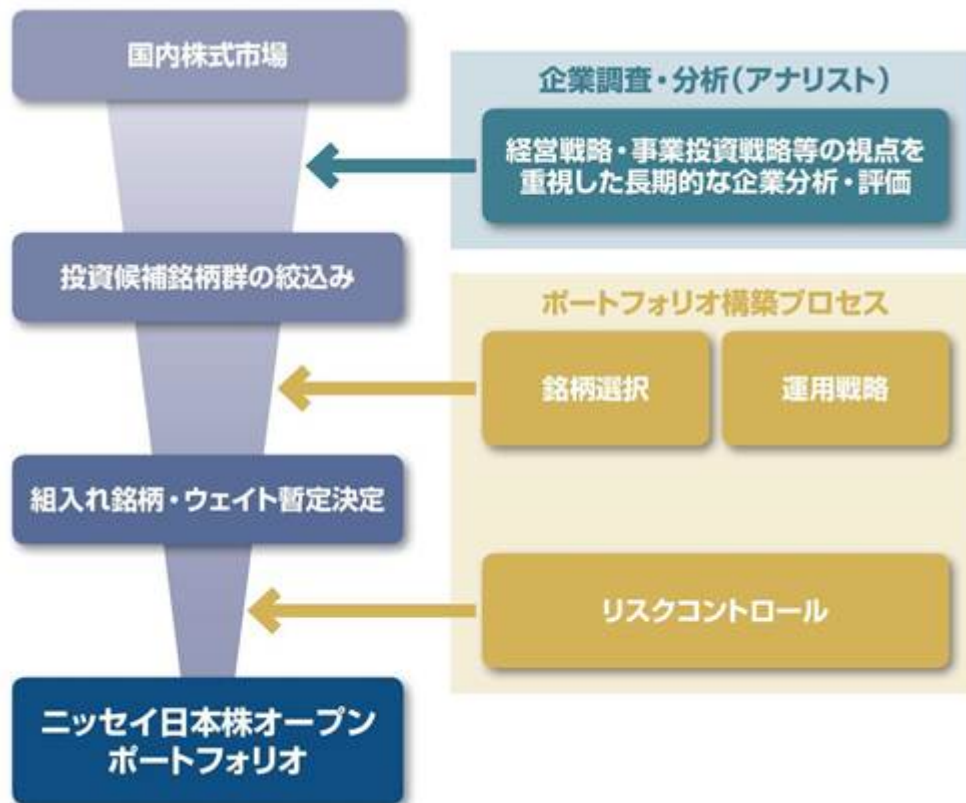 国内株式市場
企業調査・分析(アナリスト)
経営戦略・事業投資戦略等の視点を
重視した長期的な企業分析・評価
投資候補銘柄群の絞込み
ポートフォリオ構築プロセス
銘柄選択
運用戦略
組入れ銘柄・ウェイト暫定決定
リスクコントロール
ニッセイ日本株オープン
ポートフォリオ